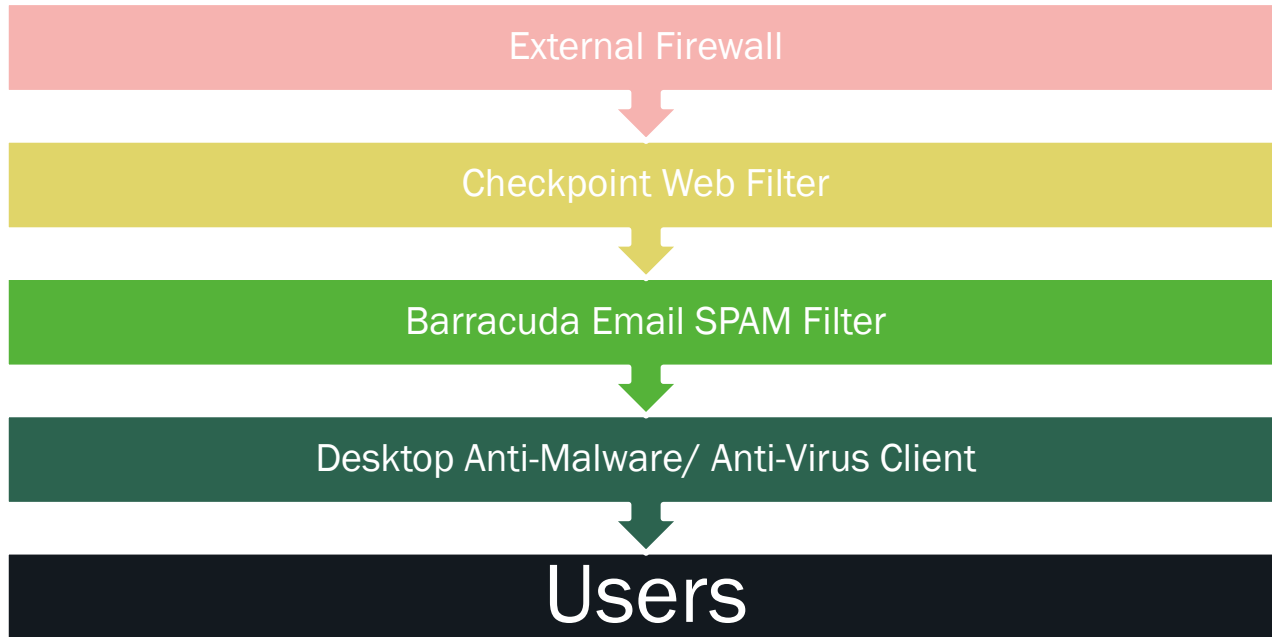 External Firewall
Checkpoint Web Filter
Barracuda Email SPAM Filter
Desktop Anti-Malware/ Anti-Virus Client
Users